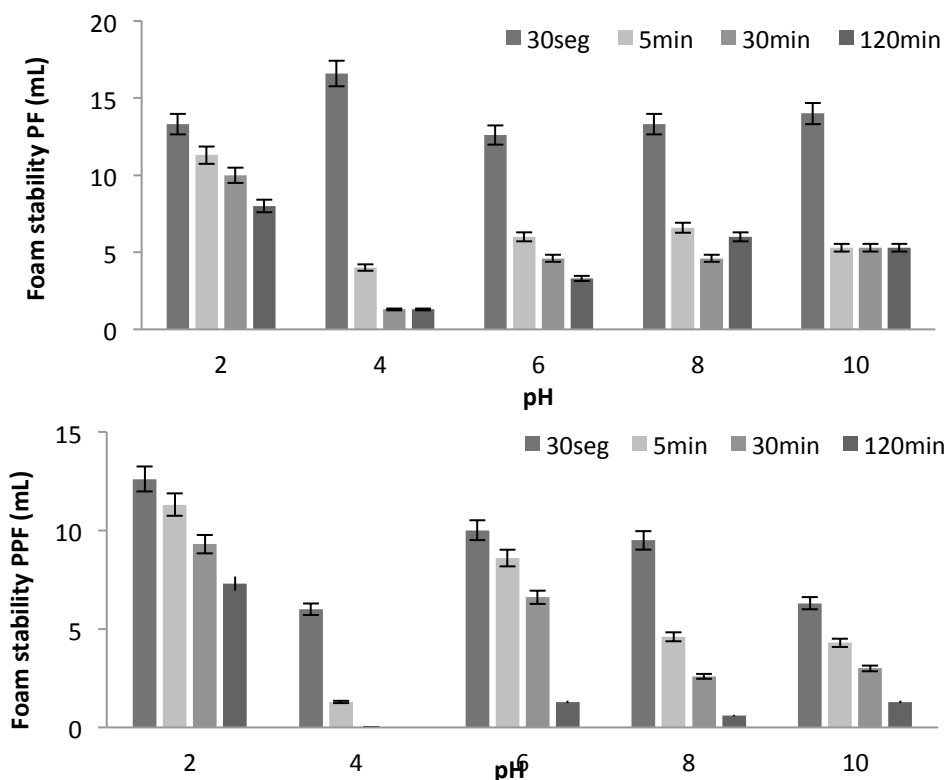 20
15
10
5
0
Foam stability PF (mL)
30seg 5min 30min 120min
2 4 6 8 10
pH
15
10
5
0
Foam stability PPF (mL)
30seg 5min 30min 120min
2 4 6 8 10
pH